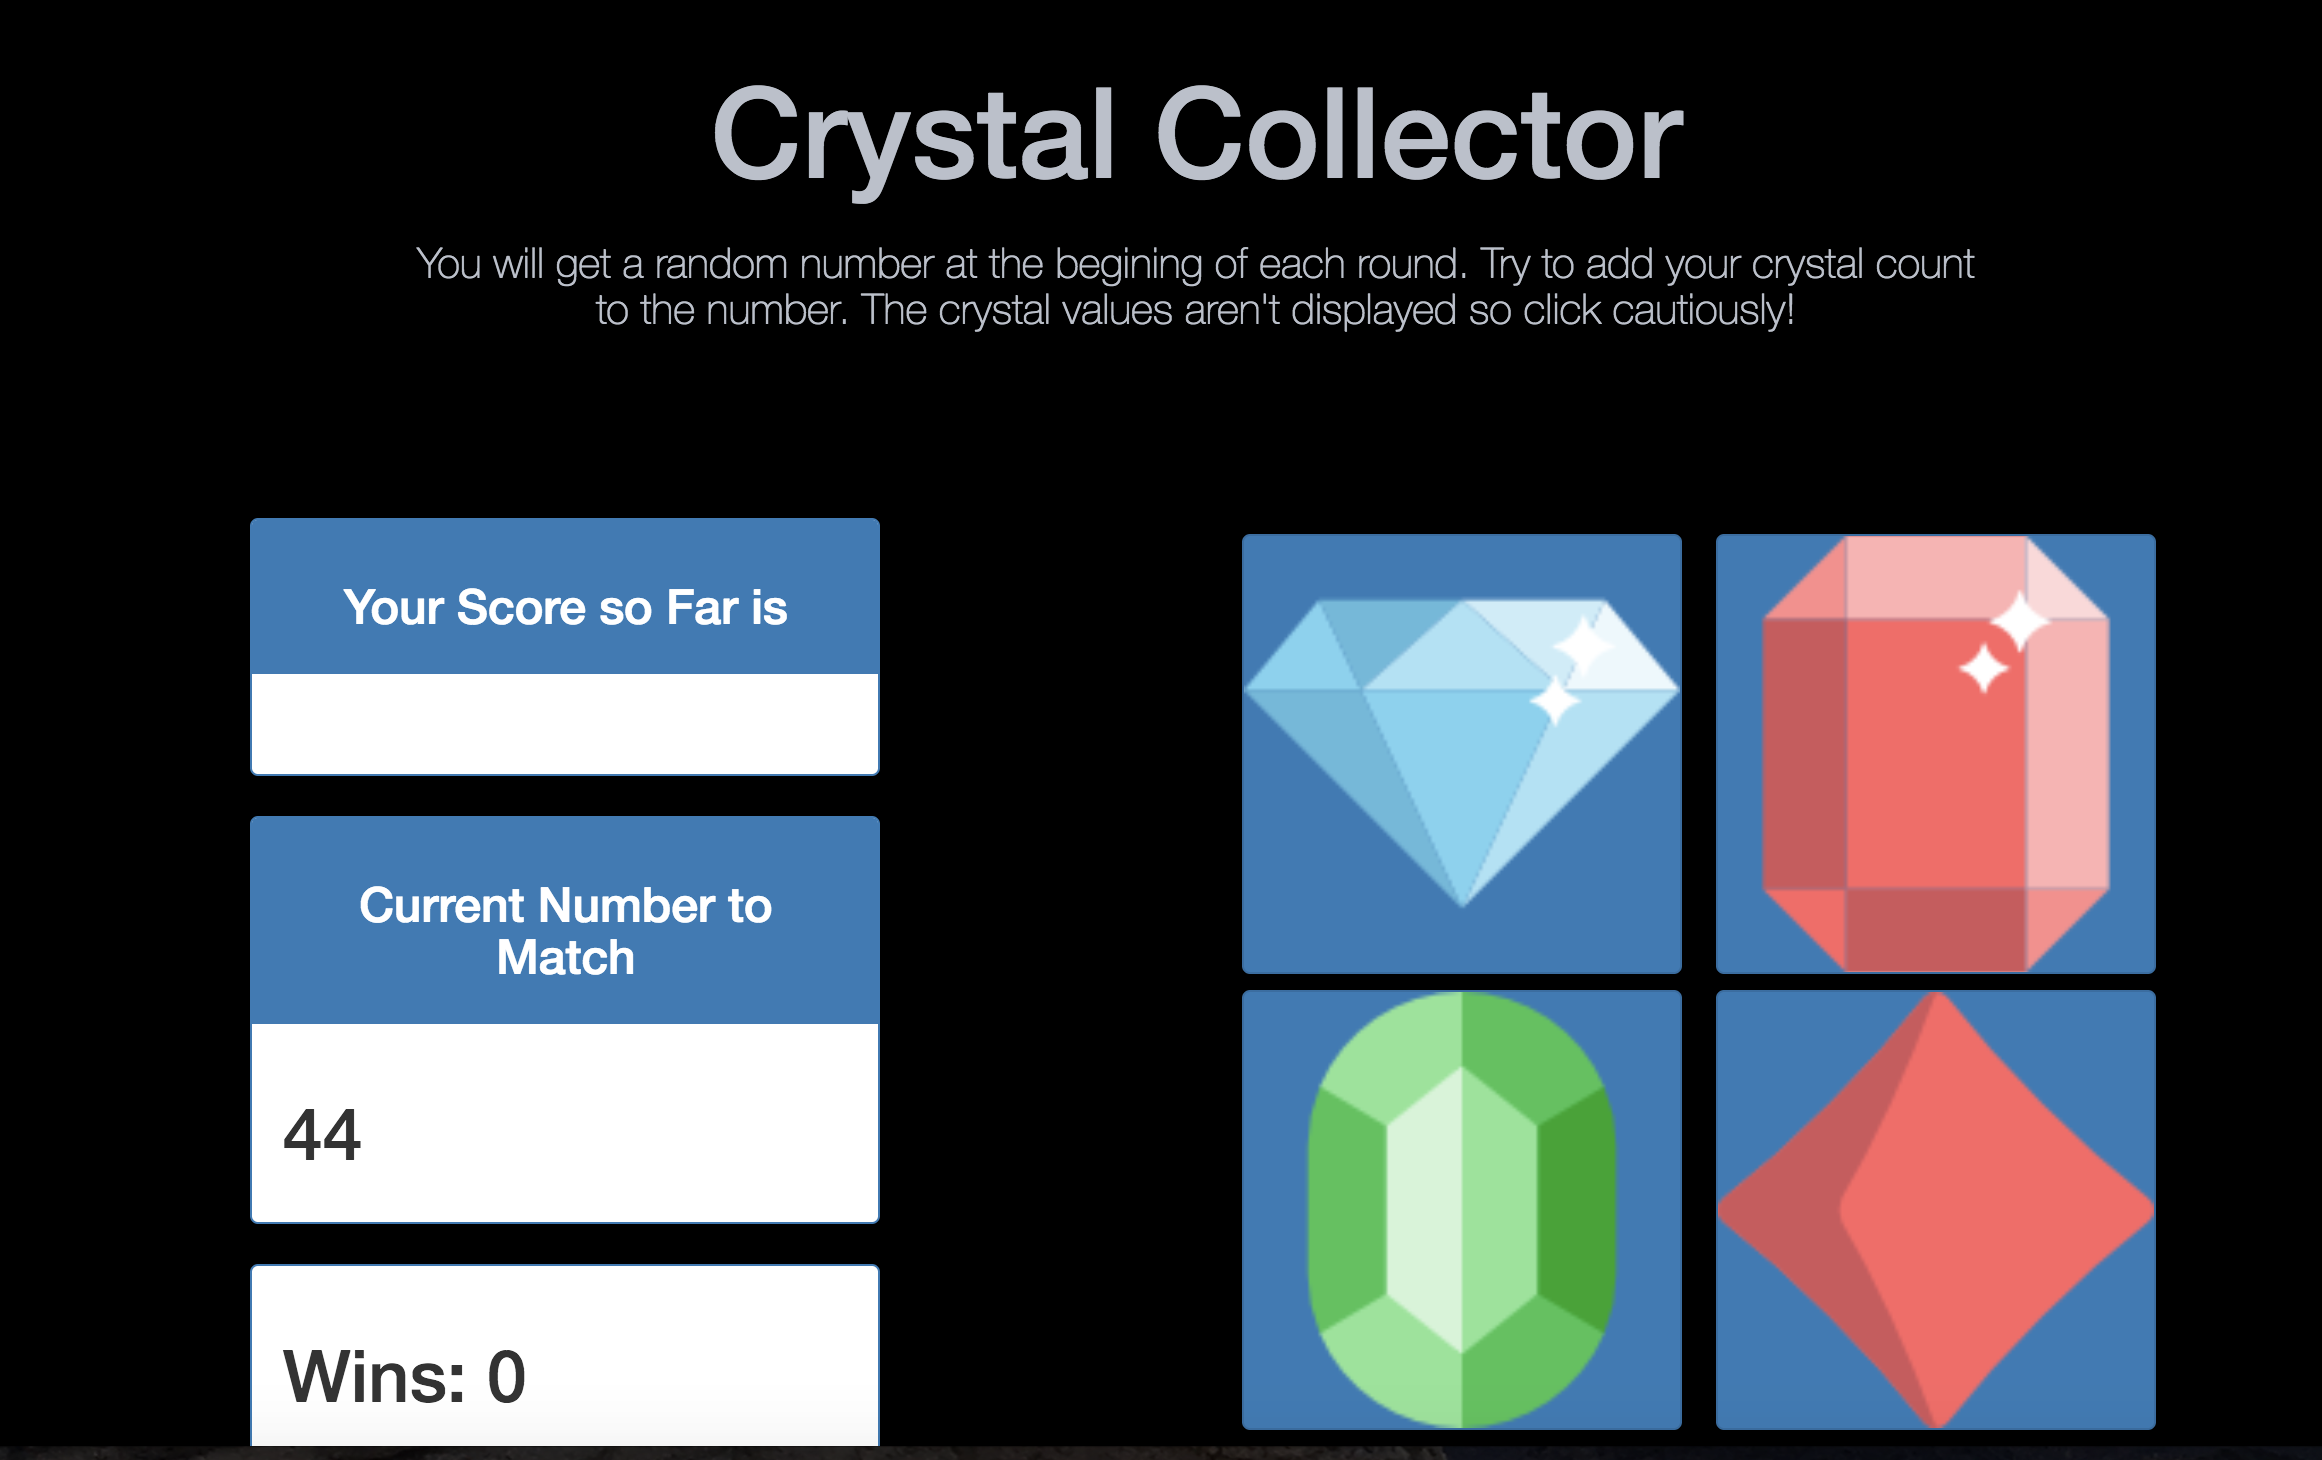 Crystal Collector
You will get a random number at the begining of each round. Try to add your crystal count
to the number. The crystal values aren't displayed so click cautiously!
Your Score so Far is
Current Number to
Match
44
Wins: 0